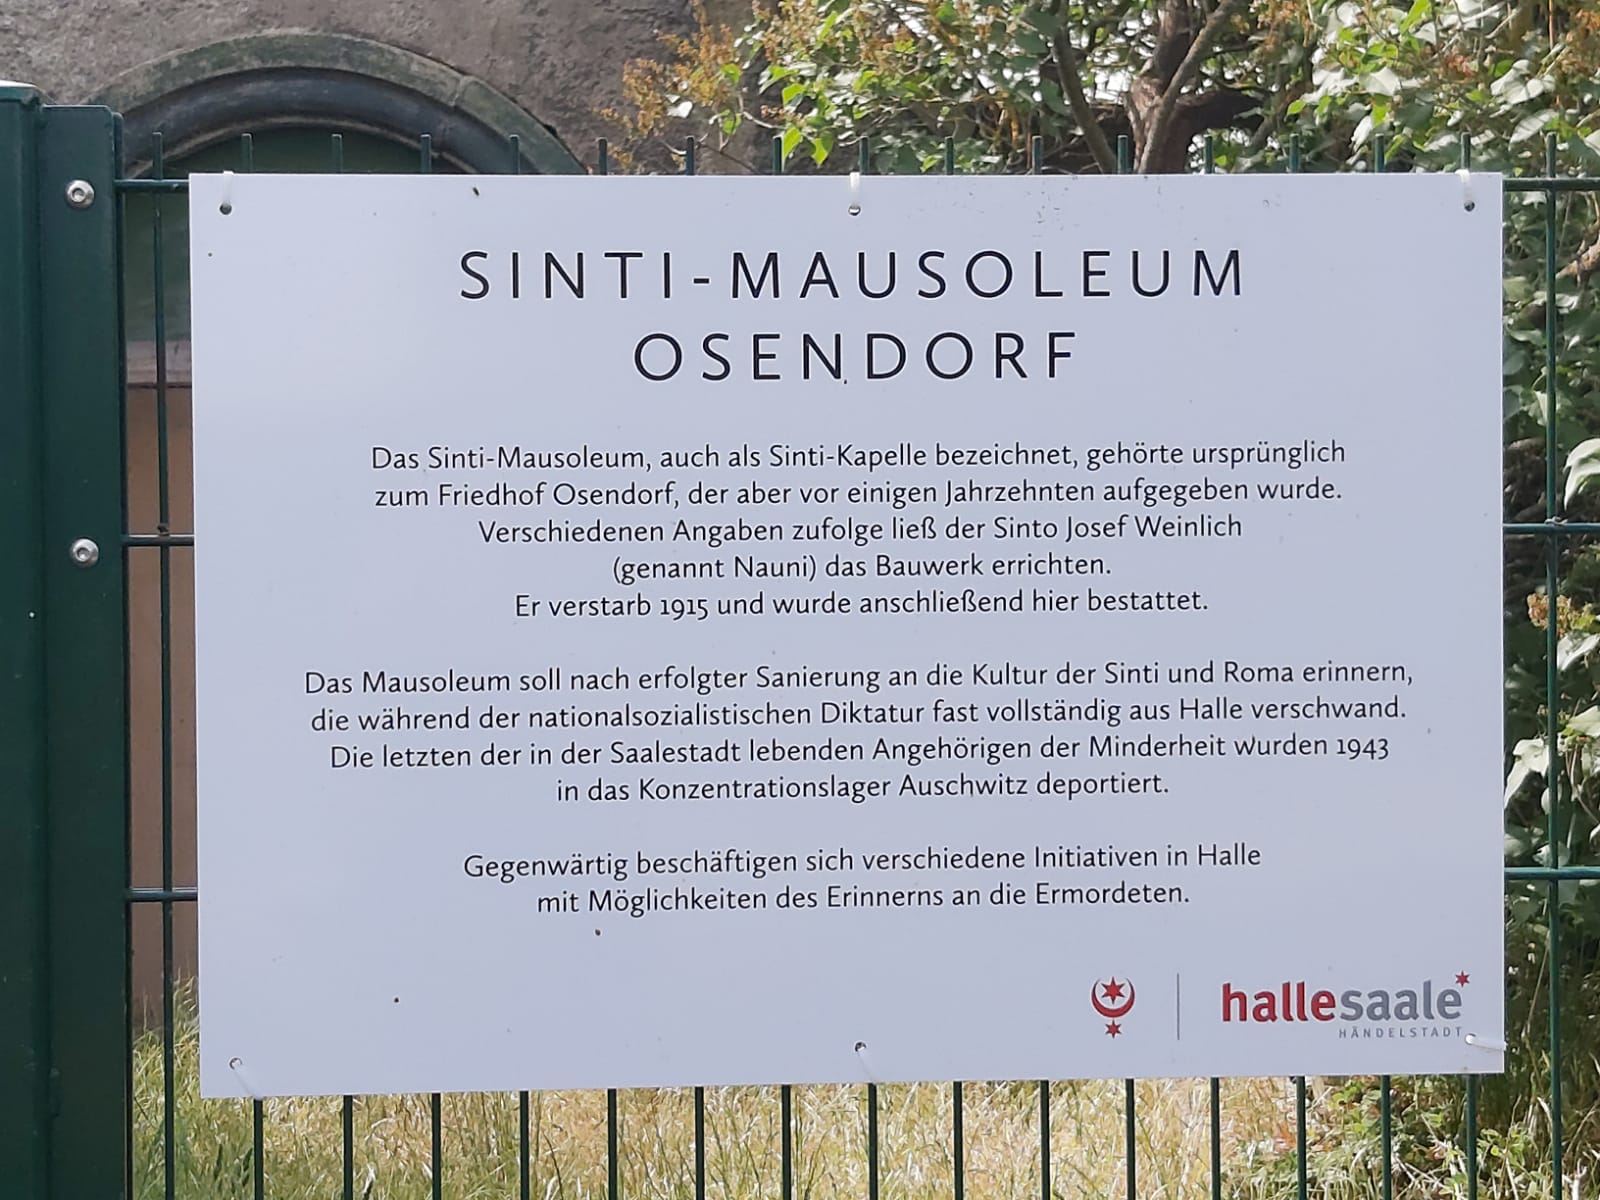 SINTI-MAUSOLEUM
OSENDORF
Das Sinti-Mausoleum, auch als Sinti-Kapelle bezeichnet, gehörte ursprünglich
zum Friedhof Osendorf, der aber vor einigen Jahrzehnten aufgegeben wurde.
Verschiedenen Angaben zufolge ließ der Sinto Josef Weinlich
(genannt Nauni) das Bauwerk errichten.
Er verstarb 1915 und wurde anschließend hier bestattet.
Das Mausoleum soll nach erfolgter Sanierung an die Kultur der Sinti und Roma erinnern,
die während der nationalsozialistischen Diktatur fast vollständig aus Halle verschwand.
Die letzten der in der Saalestadt lebenden Angehörigen der Minderheit wurden 1943
in das Konzentrationslager Auschwitz deportiert.
Gegenwärtig beschäftigen sich verschiedene Initiativen in Halle
mit Möglichkeiten des Erinnerns an die Ermordeten.
hallesaale
HÄNDELSTADT